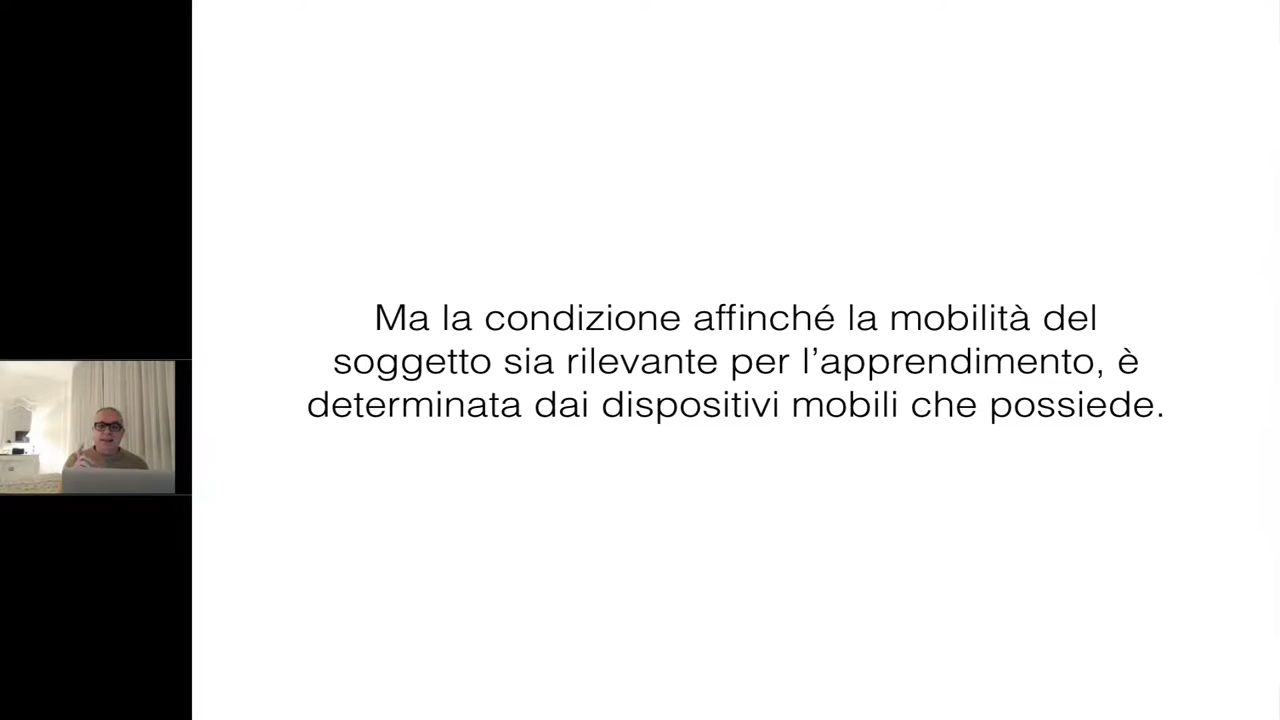 Ma la condizione affinché la mobilità del
soggetto sia rilevante per l’apprendimento, è
determinata dai dispositivi mobili che possiede.